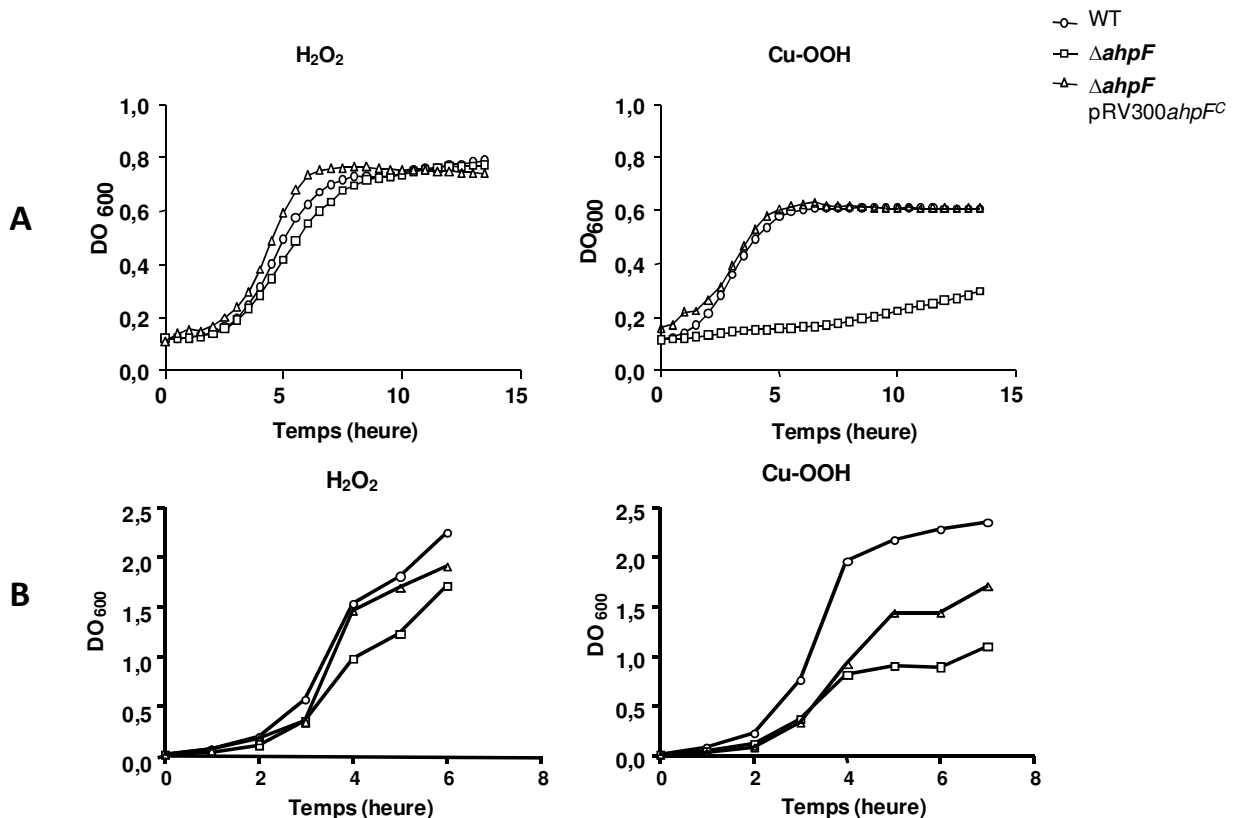 WT
ΔahpF
ΔahpF
pRV300ahpFᶜ
A
H₂O₂
DO 600
1,0
0,8
0,6
0,4
0,2
0,0
0
5
10
15
Temps (heure)
Cu-OOH
DO600
1,0
0,8
0,6
0,4
0,2
0,0
0
5
10
15
Temps (heure)
B
H₂O₂
DO 600
2,5
2,0
1,5
1,0
0,5
0,0
0
2
4
6
8
Temps (heure)
Cu-OOH
DO 600
2,5
2,0
1,5
1,0
0,5
0,0
0
2
4
6
8
Temps (heure)